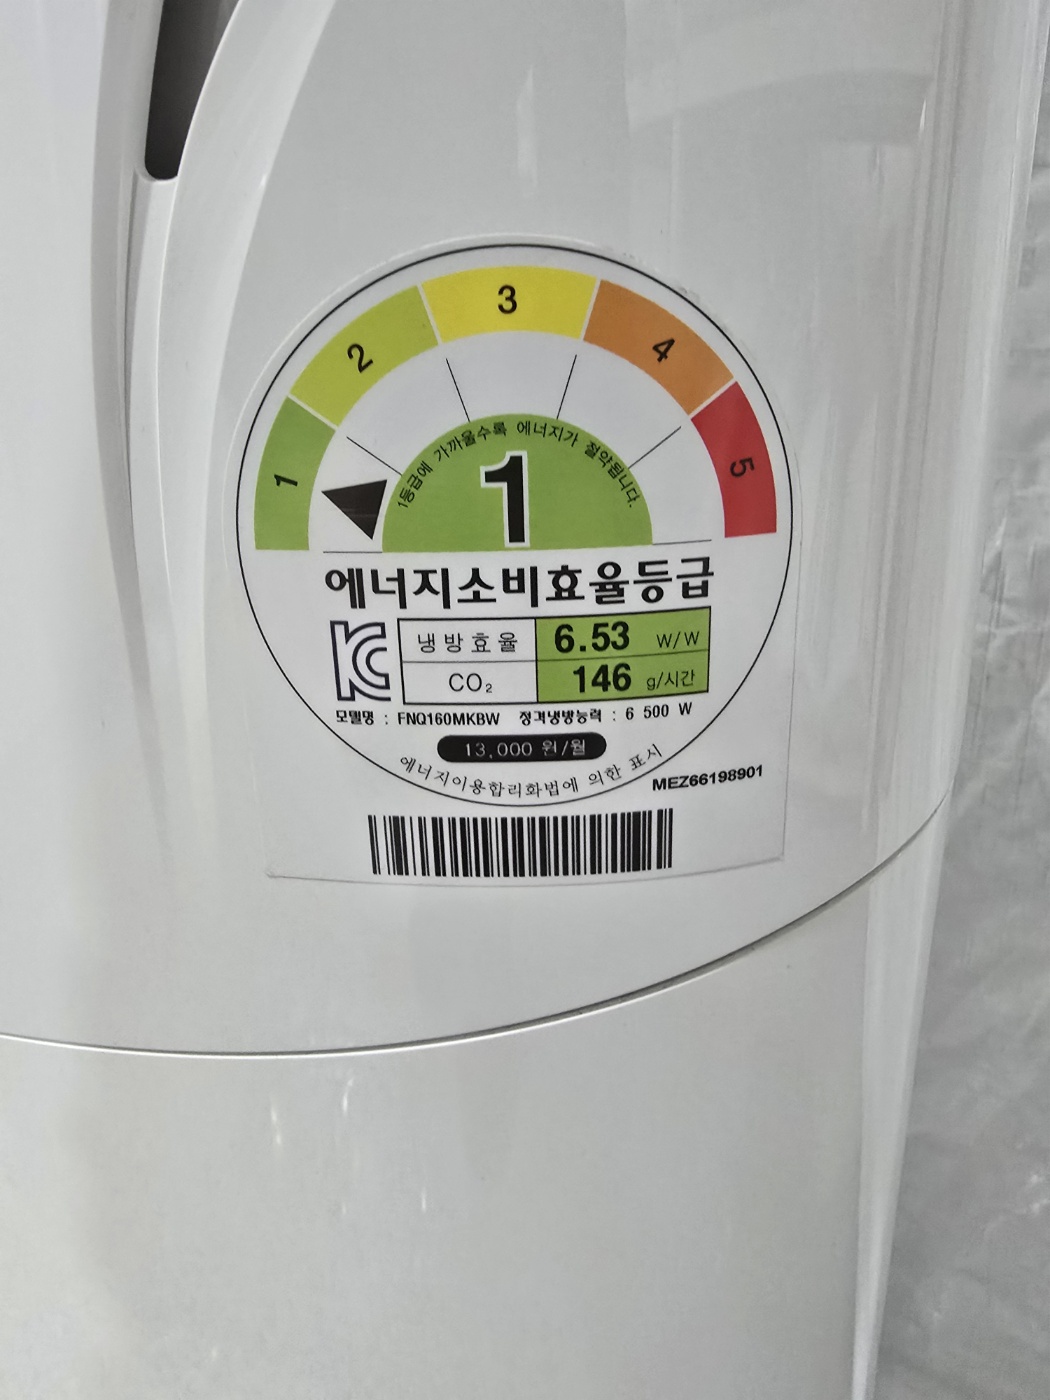 3
2
4
1
5
1등급에 가까울수록 에너지가 절약됩니다.
1
에너지소비효율등급
KC
냉방효율 6.53 W/W
CO₂ 146 g/시간
모델명 : FNQ160MKBW 정격냉방능력 : 6 500 W
13,000 원/월
에너지이용합리화법에 의한 표시
MEZ66198901